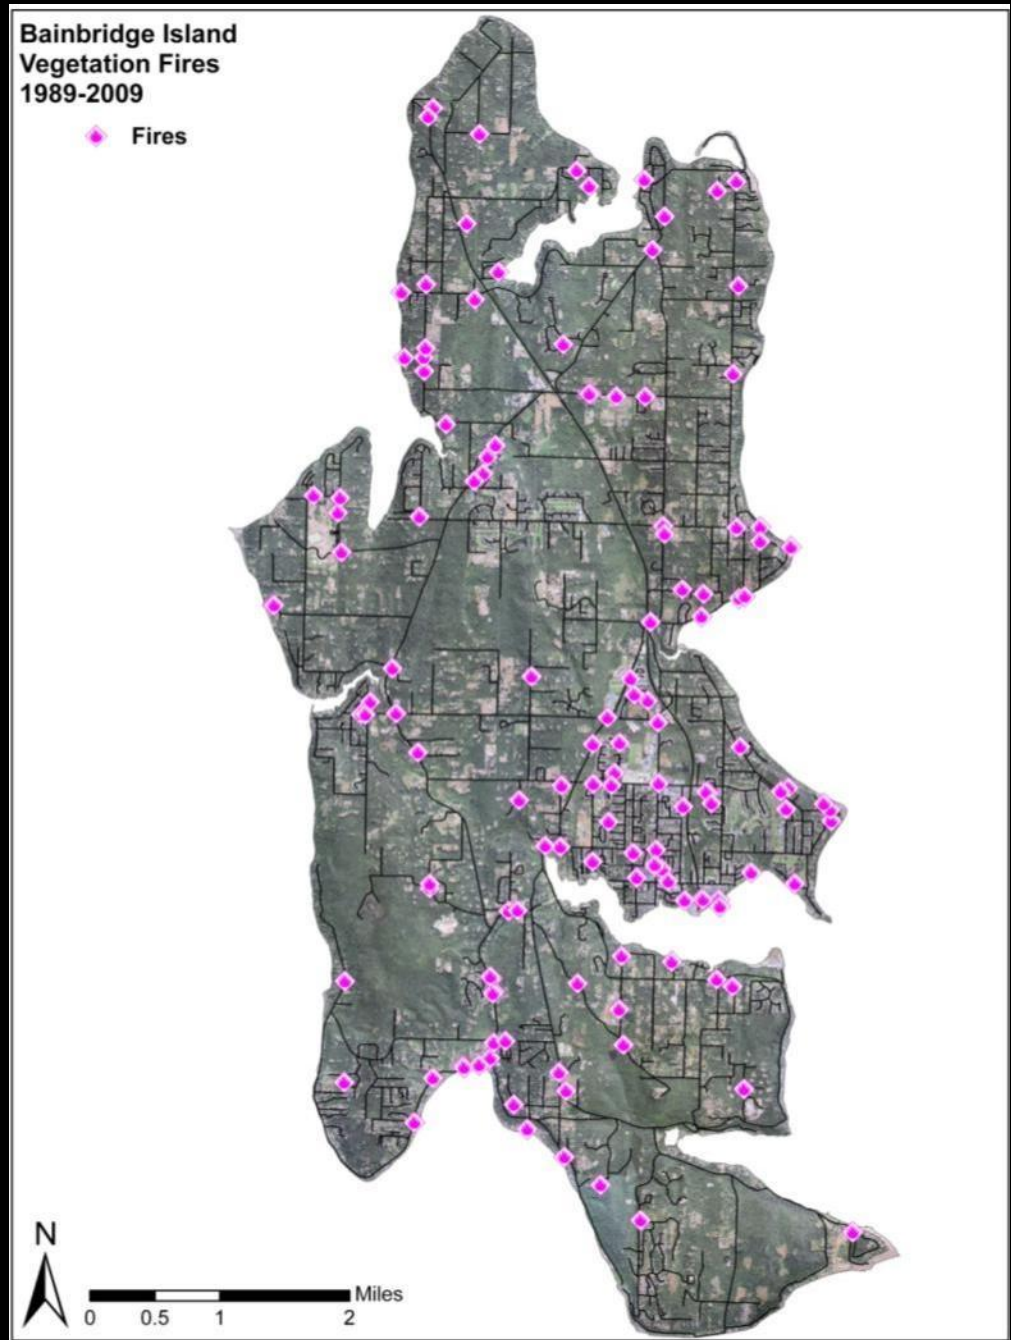 Bainbridge Island
Vegetation Fires
1989-2009
Fires
N
Miles
0 0.5 1 2